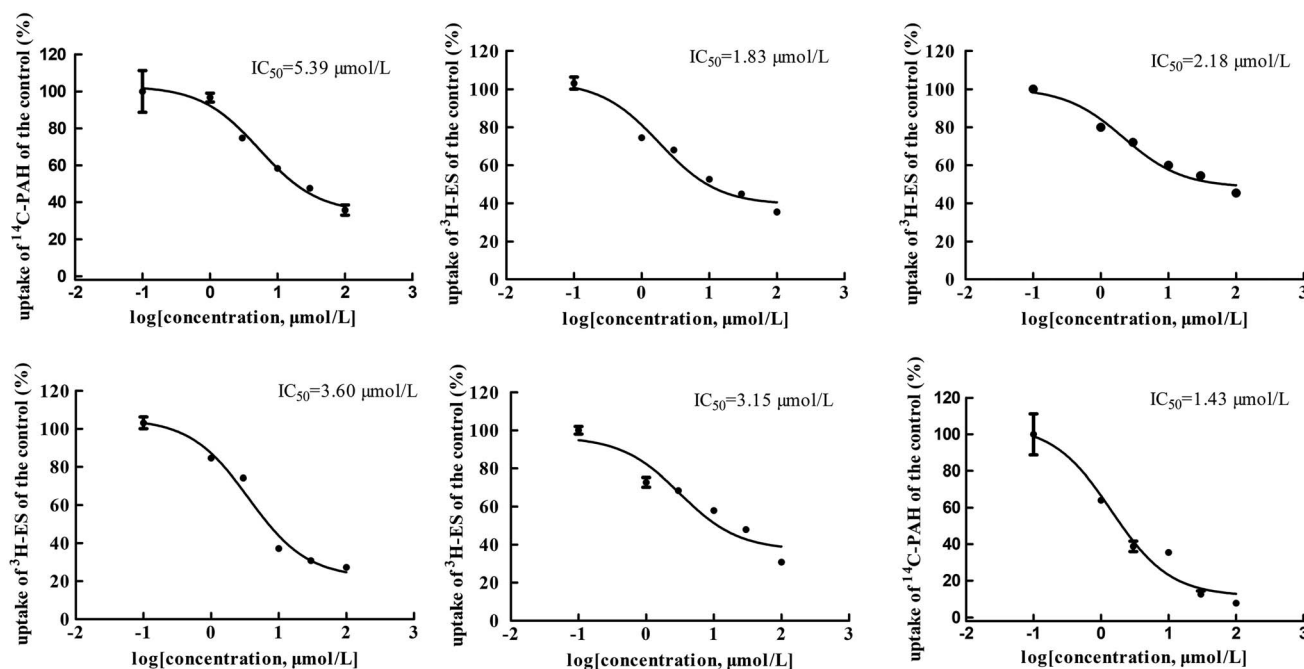 uptake of ¹⁴C-PAH of the control (%)
IC₅₀=5.39 μmol/L
120
100
80
60
40
20
0
-2 -1 0 1 2 3
log[concentration, μmol/L]
uptake of ³H-ES of the control (%)
IC₅₀=1.83 μmol/L
120
100
80
60
40
20
0
-2 -1 0 1 2 3
log[concentration, μmol/L]
uptake of ³H-ES of the control (%)
IC₅₀=2.18 μmol/L
120
100
80
60
40
20
0
-2 -1 0 1 2 3
log[concentration, μmol/L]
uptake of ³H-ES of the control (%)
IC₅₀=3.60 μmol/L
120
100
80
60
40
20
0
-2 -1 0 1 2 3
log[concentration, μmol/L]
uptake of ³H-ES of the control (%)
IC₅₀=3.15 μmol/L
120
100
80
60
40
20
0
-2 -1 0 1 2 3
log[concentration, μmol/L]
uptake of ¹⁴C-PAH of the control (%)
IC₅₀=1.43 μmol/L
120
100
80
60
40
20
0
-2 -1 0 1 2 3
log[concentration, μmol/L]